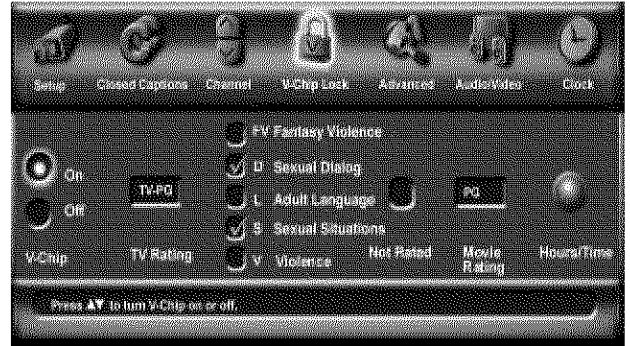 Setup Closed Captions Channel V-Chip Lock Advanced Audio/Video Clock
FV Fantasy Violence
On
D Sexual Dialog
TV-PG
L Adult Language
PG
Off
S Sexual Situations
V-Chip
TV Rating
V Violence
Not Rated
Movie
Rating
Hours/Time
Press ▲▼ to turn V-Chip on or off.